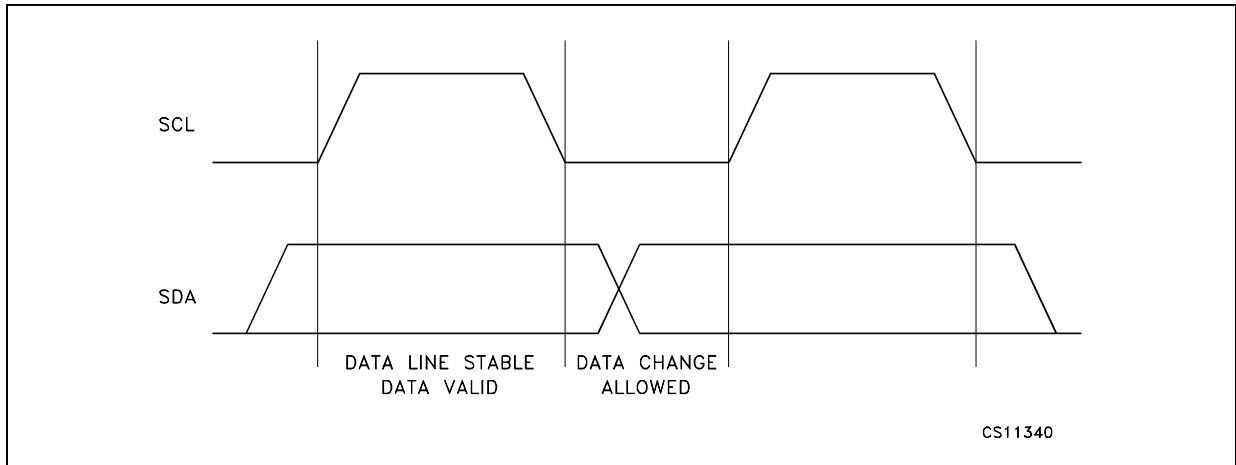 SCL
SDA
DATA LINE STABLE
DATA VALID
DATA CHANGE
ALLOWED
CS11340